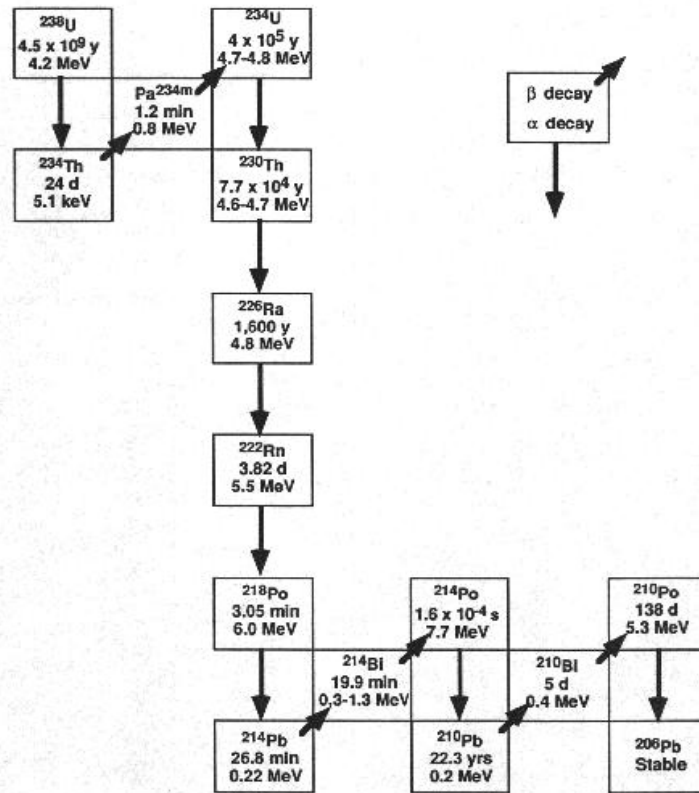 ²³⁸U
4.5 x 10⁹ y
4.2 MeV
²³⁴U
4 x 10⁵ y
4.7-4.8 MeV
Pa²³⁴ᵐ
1.2 min
0.8 MeV
β decay
α decay
²³⁴Th
24 d
5.1 keV
²³⁰Th
7.7 x 10⁴ y
4.6-4.7 MeV
²²⁶Ra
1,600 y
4.8 MeV
²²²Rn
3.82 d
5.5 MeV
²¹⁸Po
3.05 min
6.0 MeV
²¹⁴Po
1.6 x 10⁻⁴ s
7.7 MeV
²¹⁰Po
138 d
5.3 MeV
²¹⁴Bi
19.9 min
0.3-1.3 MeV
²¹⁰Bi
5 d
0.4 MeV
²¹⁴Pb
26.8 min
0.22 MeV
²¹⁰Pb
22.3 yrs
0.2 MeV
²⁰⁶Pb
Stable